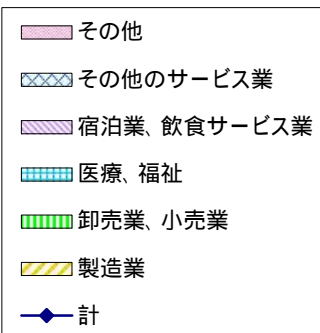 その他
その他のサービス業
宿泊業、飲食サービス業
医療、福祉
卸売業、小売業
製造業
計